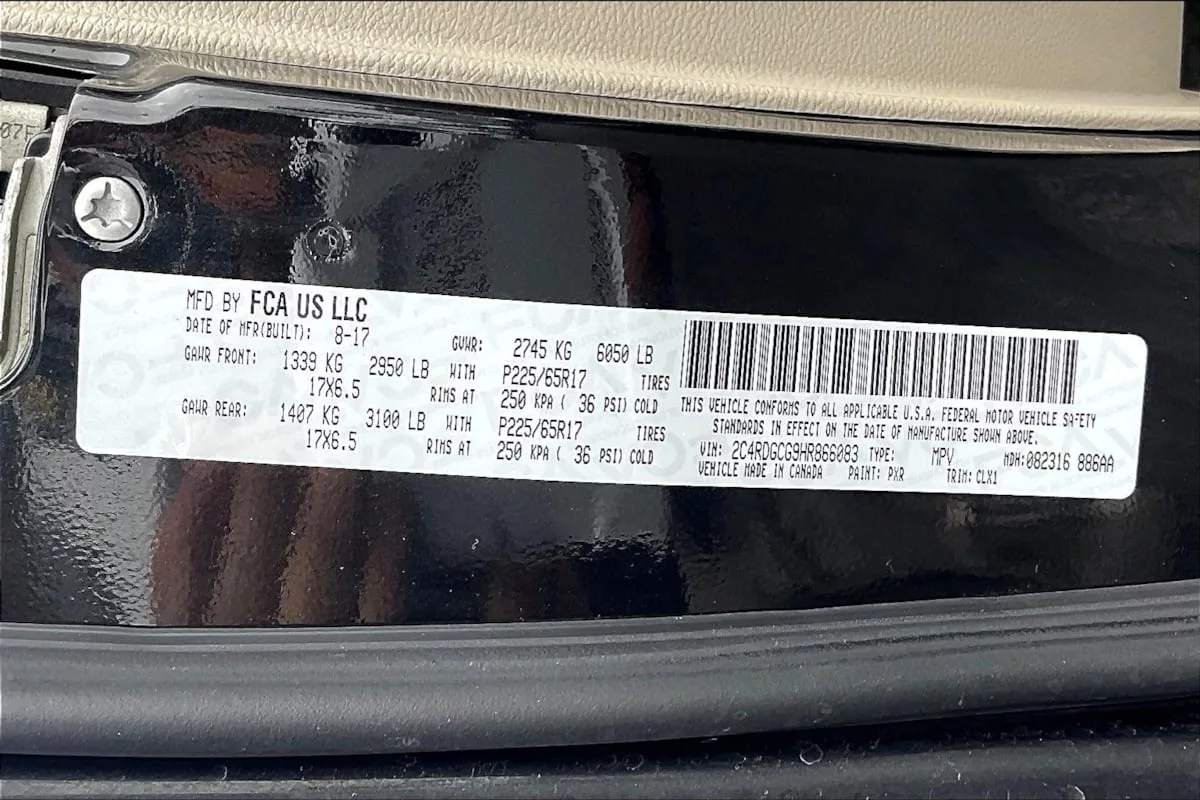 07F
MFD BY FCA US LLC
DATE OF MFR(BUILT): 8-17 GVWR: 2745 KG 6050 LB
GAWR FRONT: 1339 KG 2950 LB WITH P225/65R17 TIRES
17X6.5 RIMS AT 250 KPA ( 36 PSI) COLD
GAWR REAR: 1407 KG 3100 LB WITH P225/65R17 TIRES
17X6.5 RIMS AT 250 KPA ( 36 PSI) COLD
THIS VEHICLE CONFORMS TO ALL APPLICABLE U.S.A. FEDERAL MOTOR VEHICLE SAFETY
STANDARDS IN EFFECT ON THE DATE OF MANUFACTURE SHOWN ABOVE.
VIN: 2C4RDGCG9HR866083 TYPE: MPV MDH:082316 886AA
VEHICLE MADE IN CANADA PAINT: PXR TRIM: CLX1